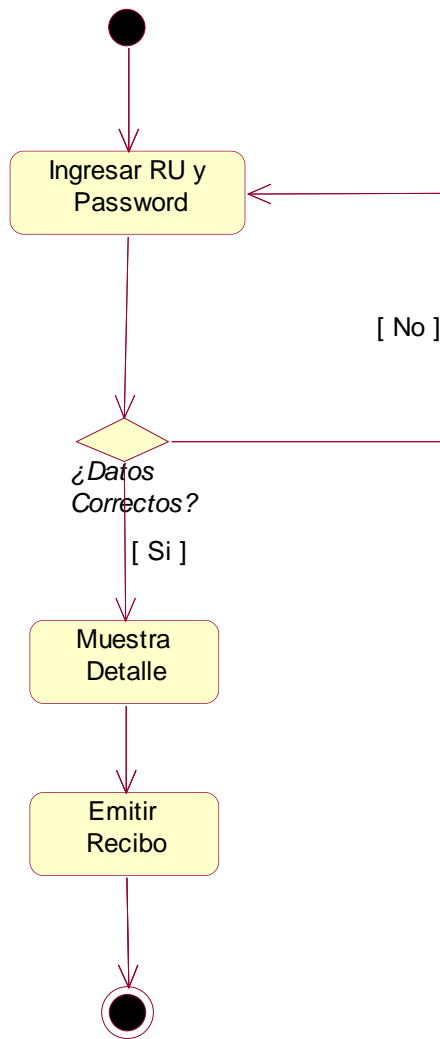 Ingresar RU y
Password
[ No ]
¿Datos
Correctos?
[ Si ]
Muestra
Detalle
Emitir
Recibo